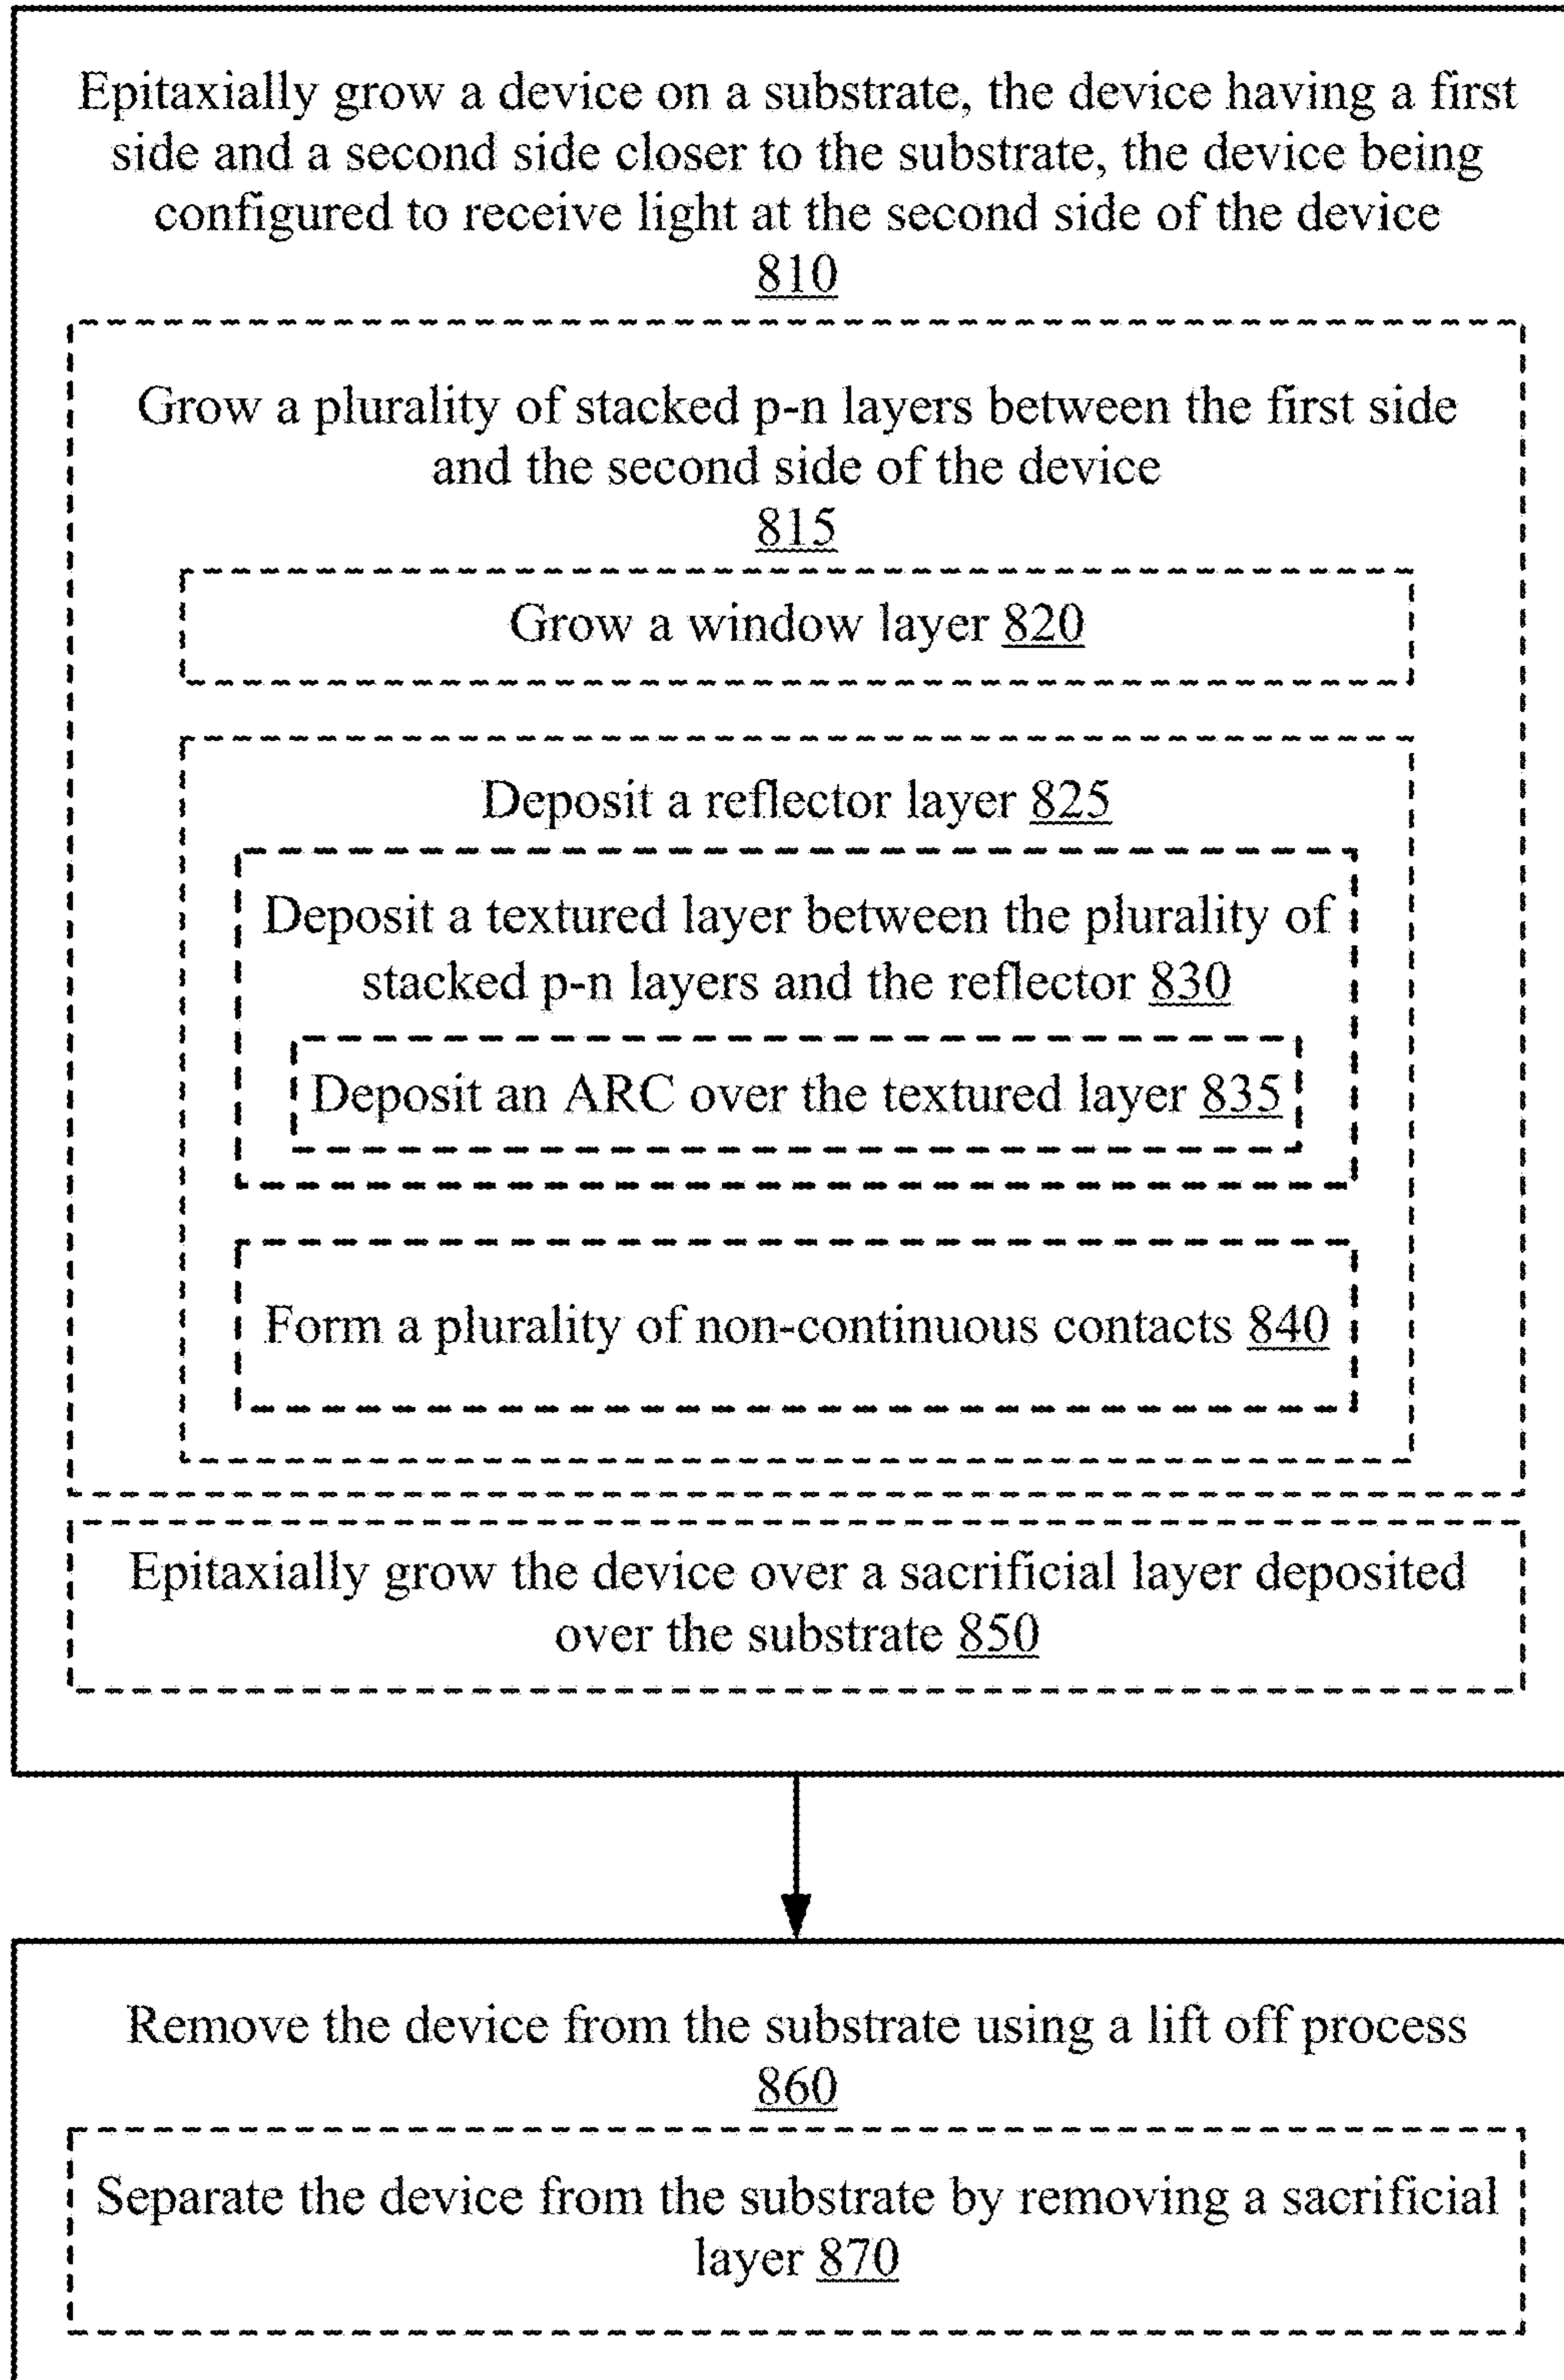 Epitaxially grow a device on a substrate, the device having a first
side and a second side closer to the substrate, the device being
configured to receive light at the second side of the device
810
Grow a plurality of stacked p-n layers between the first side
and the second side of the device
815
Grow a window layer 820
Deposit a reflector layer 825
Deposit a textured layer between the plurality of
stacked p-n layers and the reflector 830
Deposit an ARC over the textured layer 835
Form a plurality of non-continuous contacts 840
Epitaxially grow the device over a sacrificial layer deposited
over the substrate 850
Remove the device from the substrate using a lift off process
860
Separate the device from the substrate by removing a sacrificial
layer 870